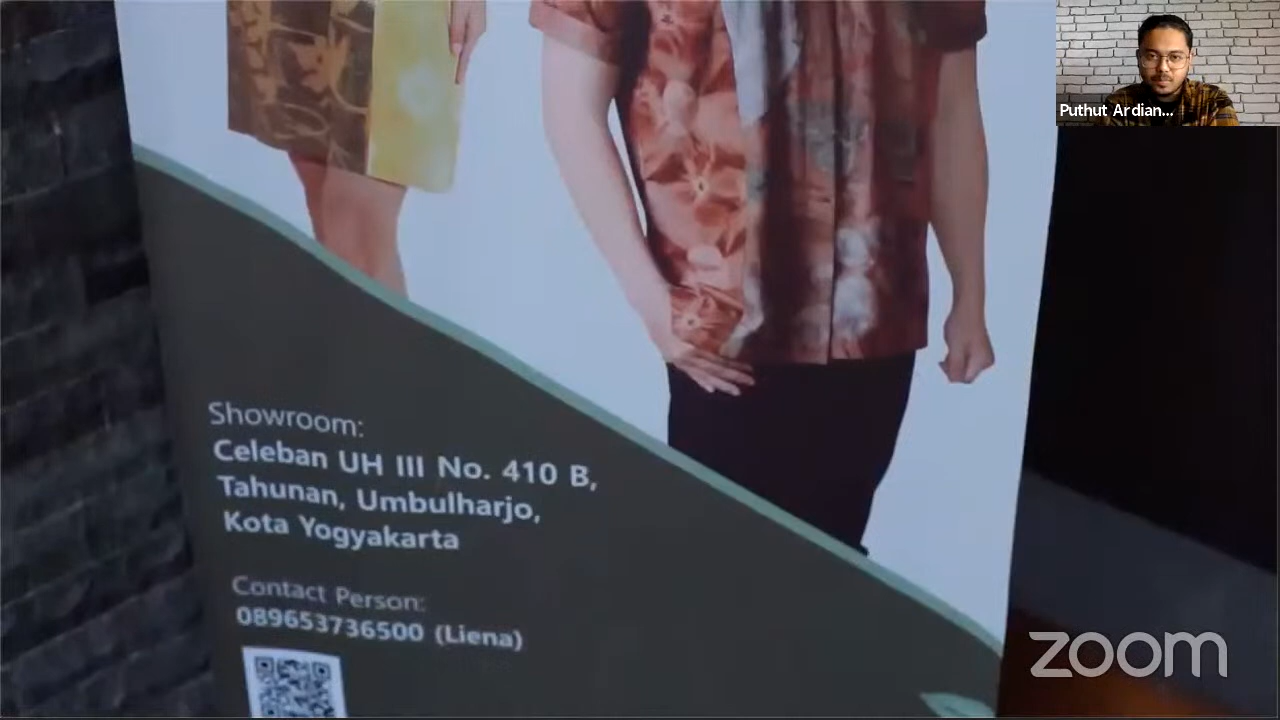 Puthut Ardian...
Showroom:
Celeban UH III No. 410 B,
Tahunan, Umbulharjo,
Kota Yogyakarta
Contact Person:
089653736500 (Liena)
zoom